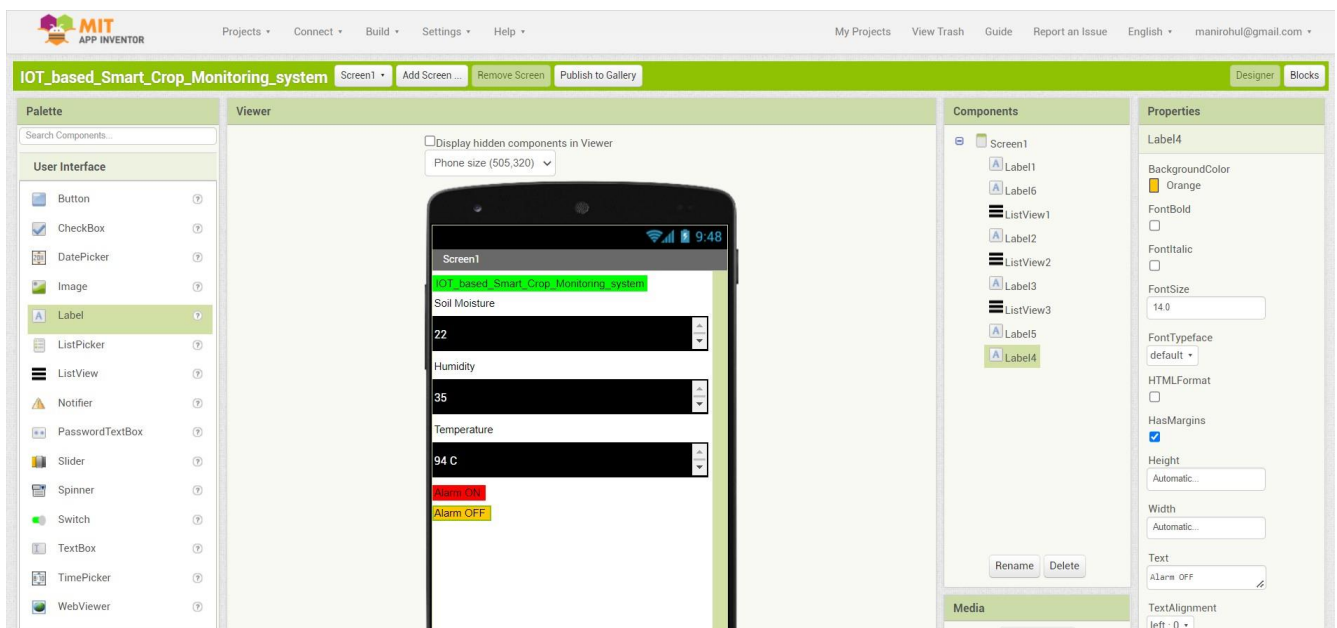 MIT
APP INVENTOR
Projects
Connect
Build
Settings
Help
My Projects
View Trash
Guide
Report an Issue
English
manirohul@gmail.com
IOT_based_Smart_Crop_Monitoring_system
Screen1
Add Screen ...
Remove Screen
Publish to Gallery
Designer
Blocks
Palette
Search Components...
User Interface
Button
CheckBox
DatePicker
Image
Label
ListPicker
ListView
Notifier
PasswordTextBox
Slider
Spinner
Switch
TextBox
TimePicker
WebViewer
Viewer
Display hidden components in Viewer
Phone size (505,320)
9:48
Screen1
IOT_based_Smart_Crop_Monitoring_system
Soil Moisture
22
Humidity
35
Temperature
94 C
Alarm ON
Alarm OFF
Components
Screen1
Label1
Label6
ListView1
Label2
ListView2
Label3
ListView3
Label5
Label4
Rename
Delete
Media
Properties
Label4
BackgroundColor
Orange
FontBold
FontItalic
FontSize
14.0
FontTypeface
default
HTMLFormat
HasMargins
Height
Automatic...
Width
Automatic...
Text
Alarm OFF
TextAlignment
left : 0